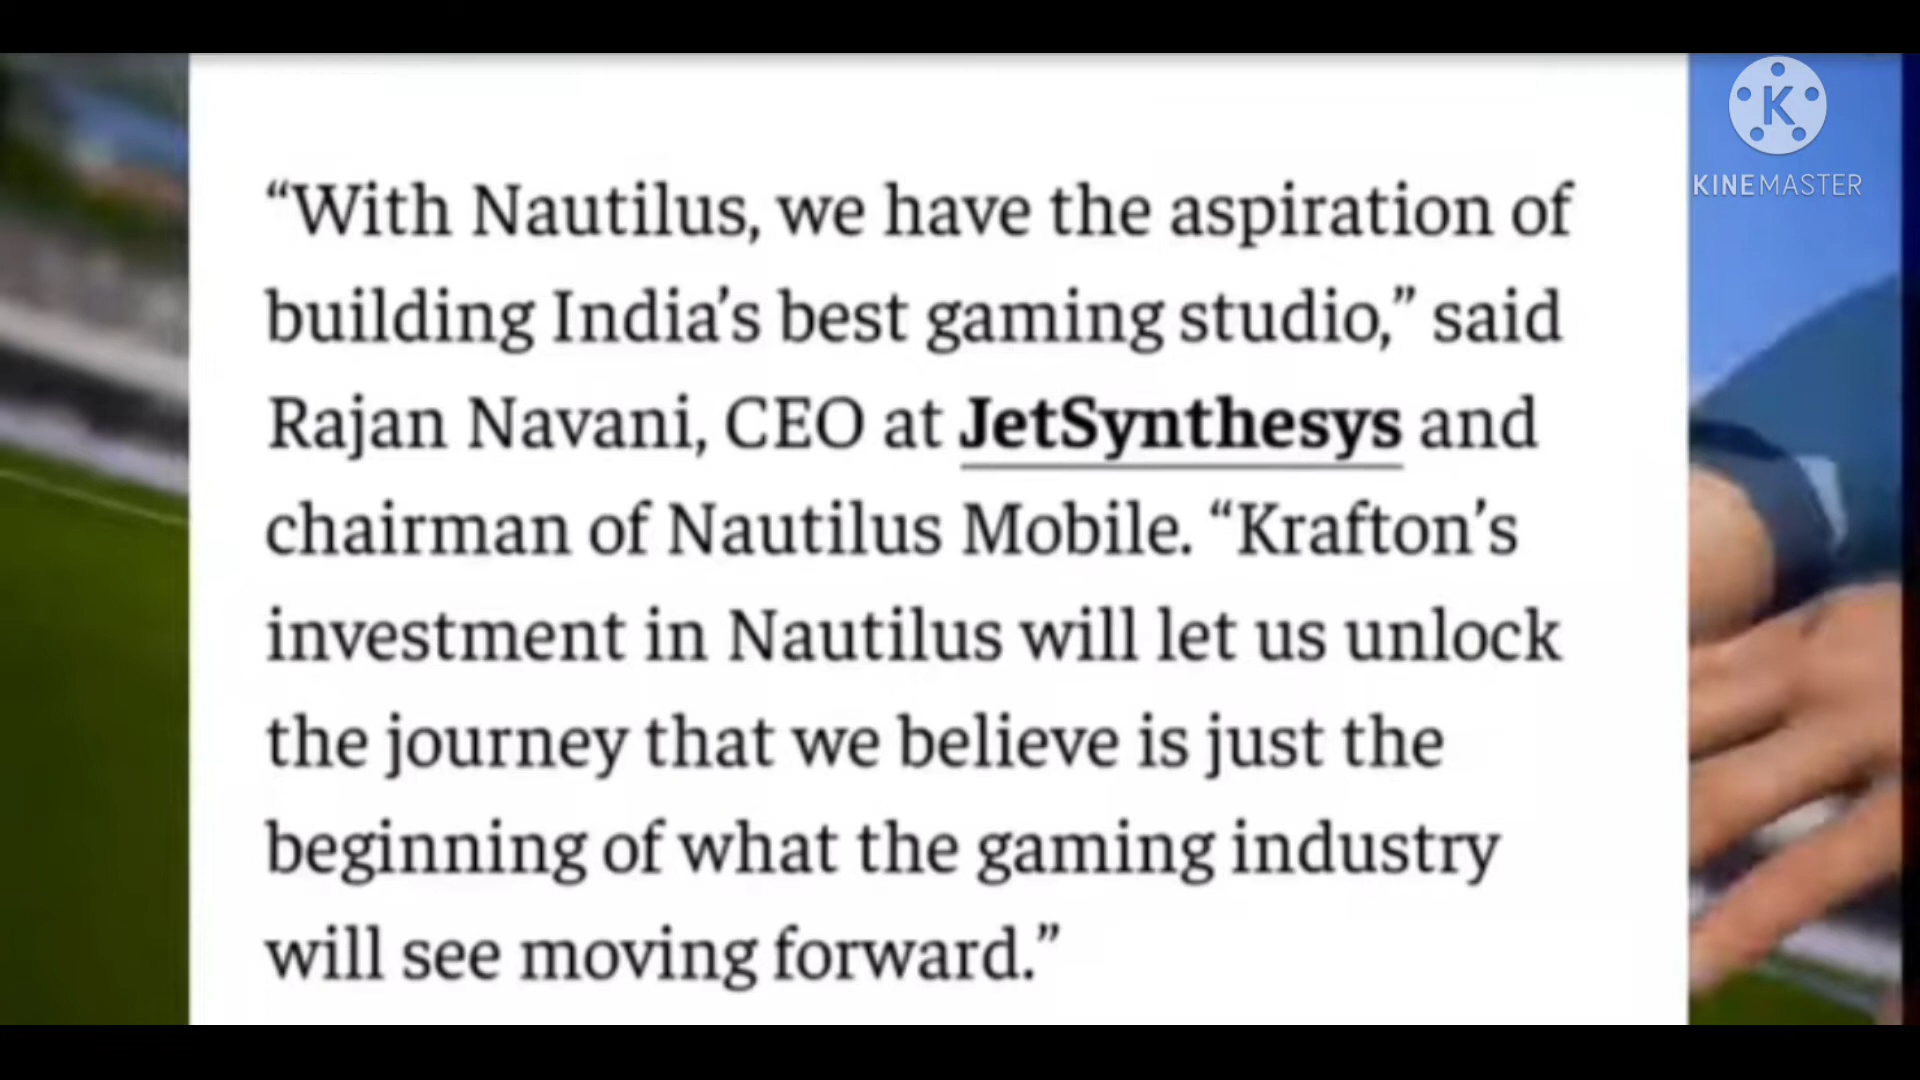 “With Nautilus, we have the aspiration of
building India’s best gaming studio,” said
Rajan Navani, CEO at JetSynthesys and
chairman of Nautilus Mobile. “Krafton’s
investment in Nautilus will let us unlock
the journey that we believe is just the
beginning of what the gaming industry
will see moving forward.”
K
KINEMASTER